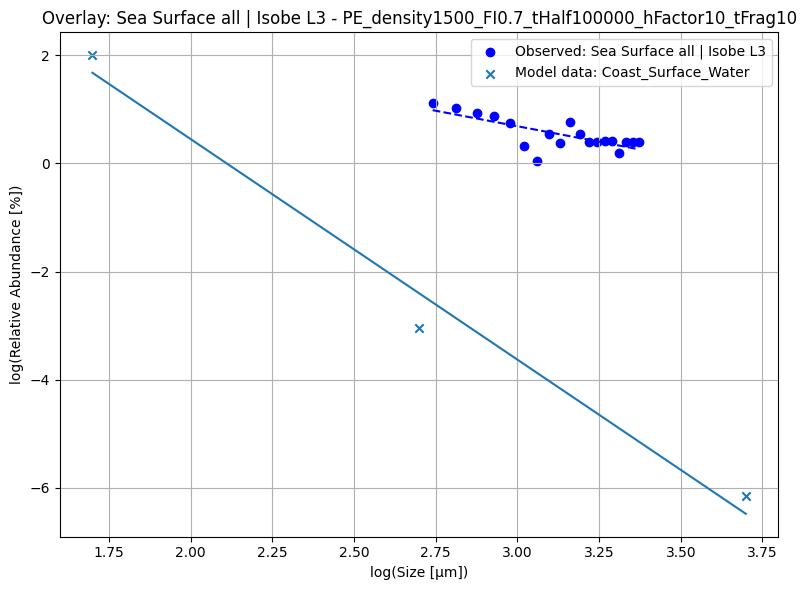 Overlay: Sea Surface all | Isobe L3 - PE_density1500_FI0.7_tHalf100000_hFactor10_tFrag10
Observed: Sea Surface all | Isobe L3
Model data: Coast_Surface_Water
log(Relative Abundance [%])
2
0
−2
−4
−6
1.75
2.00
2.25
2.50
2.75
3.00
3.25
3.50
3.75
log(Size [µm])